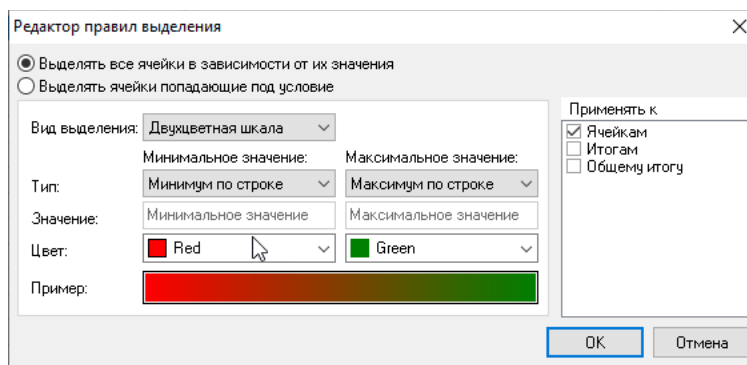 Редактор правил выделения
Выделять все ячейки в зависимости от их значения
Выделять ячейки попадающие под условие
Вид выделения: Двухцветная шкала
Минимальное значение: Максимальное значение:
Тип: Минимум по строке Максимум по строке
Значение: Минимальное значение Максимальное значение
Цвет: Red Green
Пример:
Применять к
Ячейкам
Итогам
Общему итогу
OK Отмена